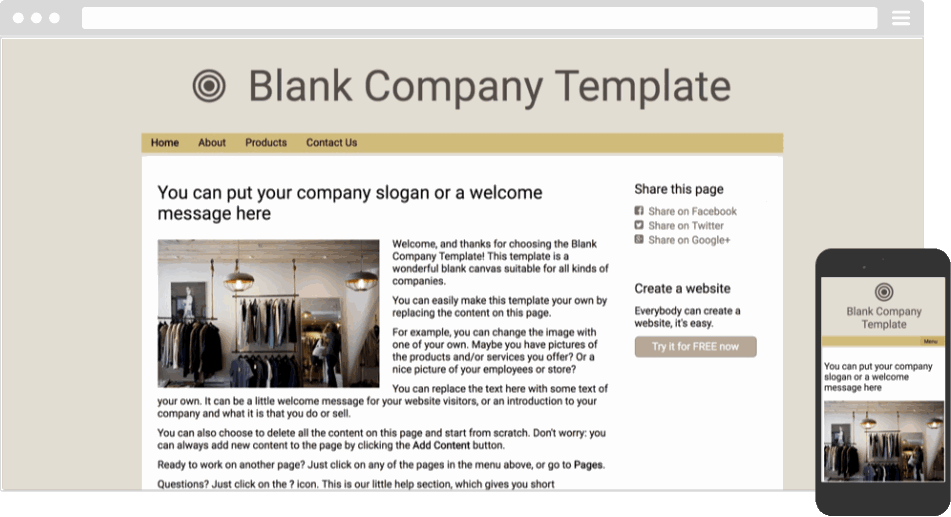 Blank Company Template
Home About Products Contact Us
You can put your company slogan or a welcome
message here
Welcome, and thanks for choosing the Blank
Company Template! This template is a
wonderful blank canvas suitable for all kinds of
companies.
You can easily make this template your own by
replacing the content on this page.
For example, you can change the image with
one of your own. Maybe you have pictures of
the products and/or services you offer? Or a
nice picture of your employees or store?
You can replace the text here with some text of
your own. It can be a little welcome message for your website visitors, or an introduction to your
company and what it is that you do or sell.
You can also choose to delete all the content on this page and start from scratch. Don't worry: you
can always add new content to the page by clicking the Add Content button.
Ready to work on another page? Just click on any of the pages in the menu above, or go to Pages.
Questions? Just click on the ? icon. This is our little help section, which gives you short
Share this page
Share on Facebook
Share on Twitter
Share on Google+
Create a website
Everybody can create a
website, it's easy.
Try it for FREE now
Blank Company
Template
Menu
You can put your company
slogan or a welcome
message here